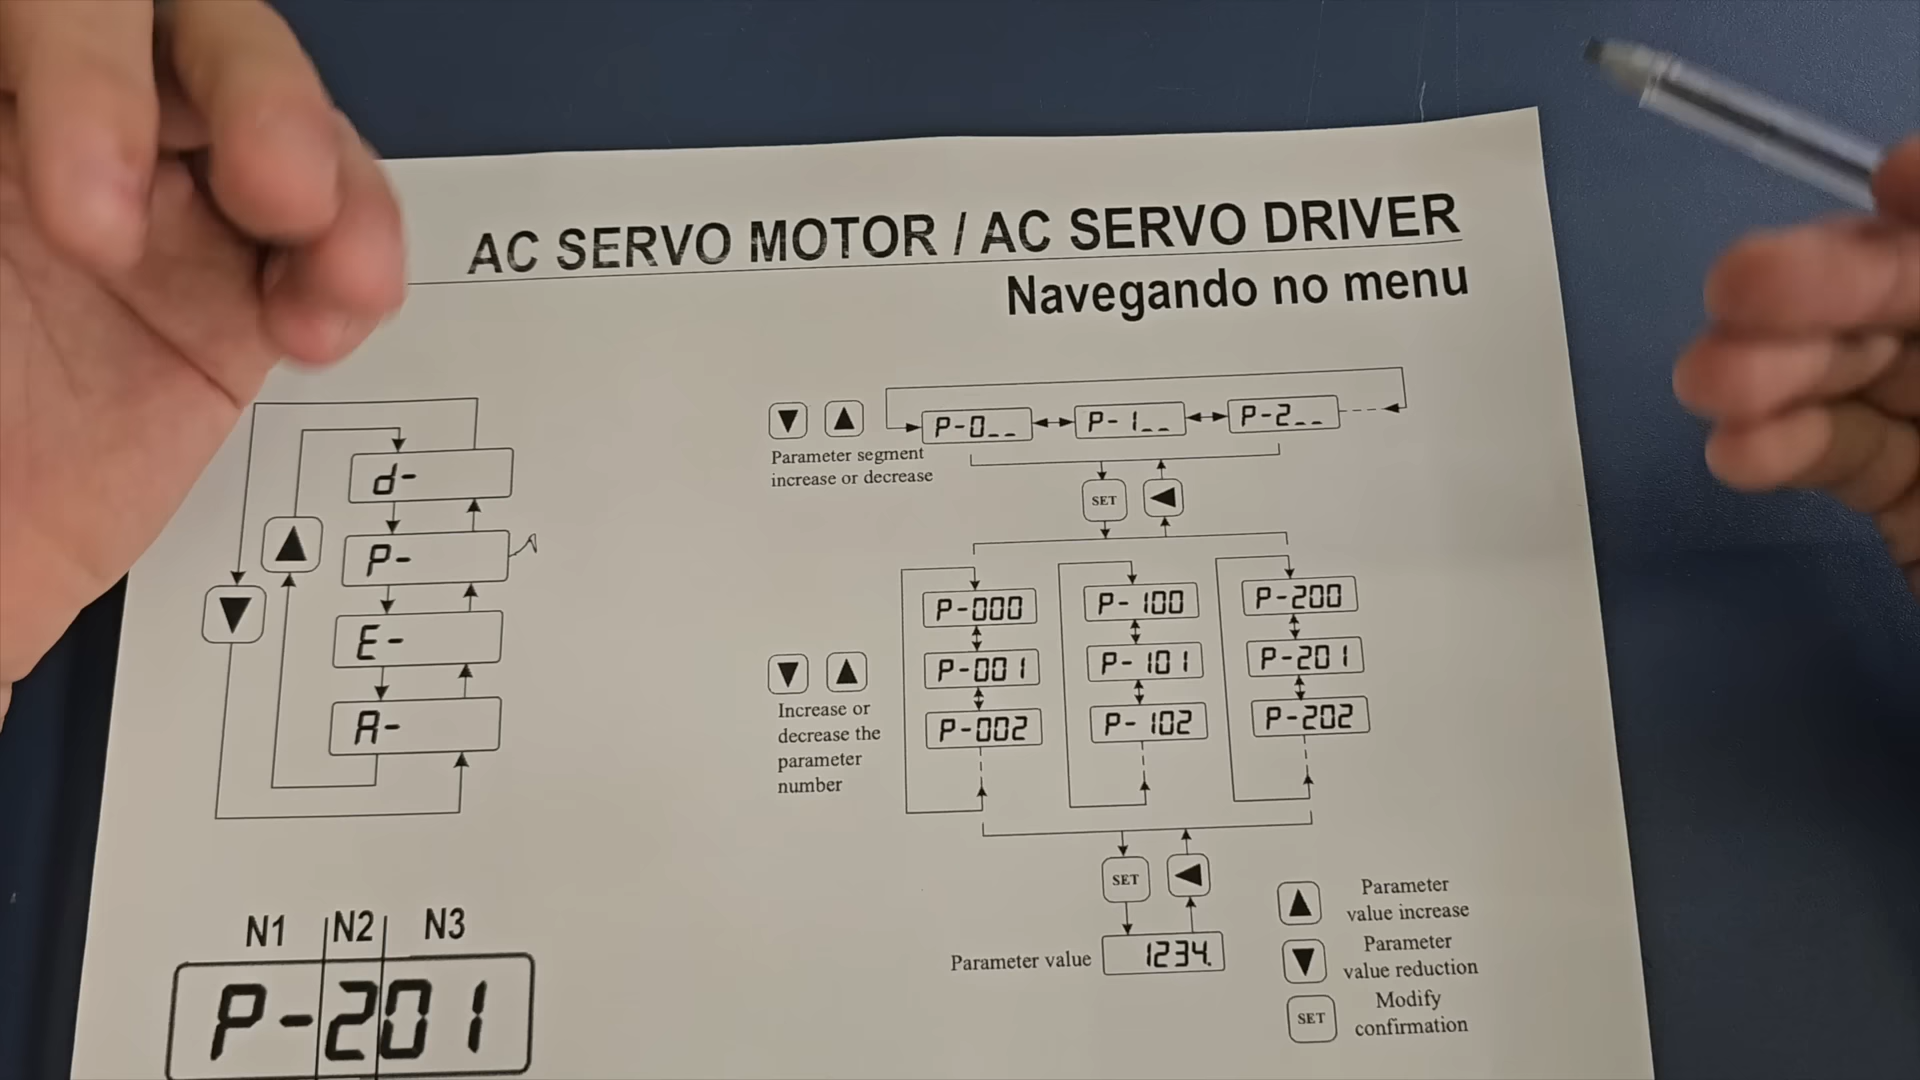 AC SERVO MOTOR / AC SERVO DRIVER
Navegando no menu
d-
P-
E-
A-
N1 N2 N3
P-201
P-0__ P-1__ P-2__
Parameter segment
increase or decrease
SET
P-000 P-100 P-200
P-001 P-101 P-201
P-002 P-102 P-202
Increase or
decrease the
parameter
number
SET
Parameter value 1234.
Parameter
value increase
Parameter
value reduction
SET Modify
confirmation